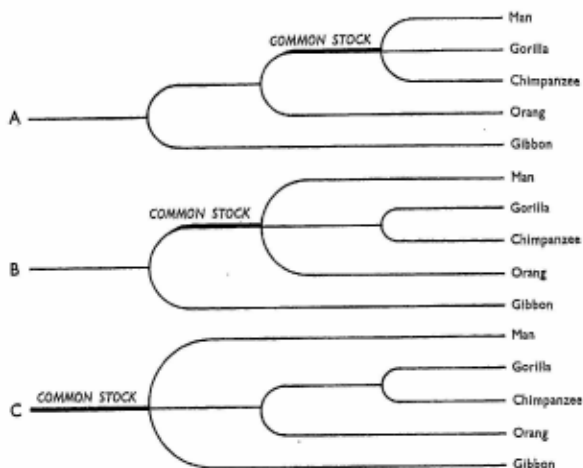 COMMON STOCK
Man
Gorilla
Chimpanzee
Orang
Gibbon
A
COMMON STOCK
Man
Gorilla
Chimpanzee
Orang
Gibbon
B
COMMON STOCK
Man
Gorilla
Chimpanzee
Orang
Gibbon
C